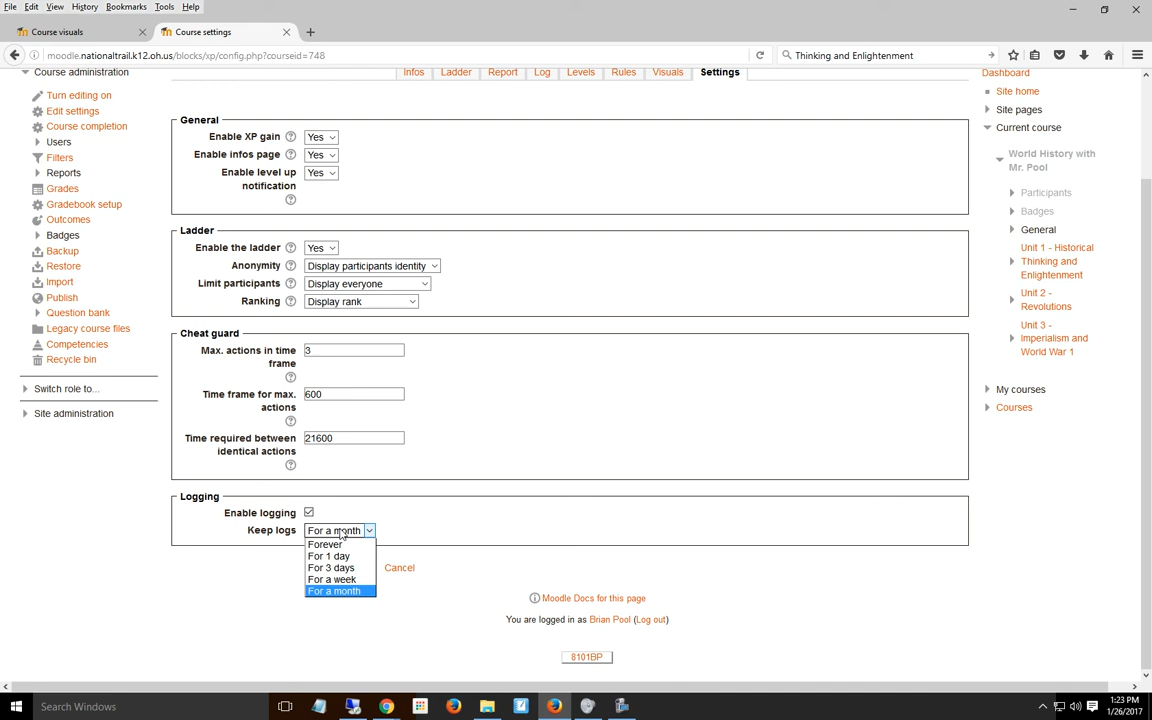 File Edit View History Bookmarks Tools Help
Course visuals
Course settings
moodle.nationaltrail.k12.oh.us/blocks/xp/config.php?courseid=748
Thinking and Enlightenment
Course administration
Turn editing on
Edit settings
Course completion
Users
Filters
Reports
Grades
Gradebook setup
Outcomes
Badges
Backup
Restore
Import
Publish
Question bank
Legacy course files
Competencies
Recycle bin
Switch role to...
Site administration
Infos Ladder Report Log Levels Rules Visuals Settings
General
Enable XP gain Yes
Enable infos page Yes
Enable level up Yes
notification
Ladder
Enable the ladder Yes
Anonymity Display participants identity
Limit participants Display everyone
Ranking Display rank
Cheat guard
Max. actions in time 3
frame
Time frame for max. 600
actions
Time required between 21600
identical actions
Logging
Enable logging
Keep logs For a month
Forever
For 1 day
For 3 days
For a week
For a month
Cancel
Moodle Docs for this page
You are logged in as Brian Pool (Log out)
8101BP
Dashboard
Site home
Site pages
Current course
World History with
Mr. Pool
Participants
Badges
General
Unit 1 - Historical
Thinking and
Enlightenment
Unit 2 -
Revolutions
Unit 3 -
Imperialism and
World War 1
My courses
Courses
Search Windows
1:23 PM
1/26/2017